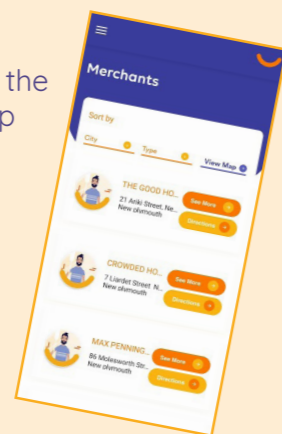 the
p
Merchants
Sort by
City
Type
View Map
THE GOOD HO...
21 Ariki Street, Ne...
New plymouth
See More
Directions
CROWDED HO...
7 Liardet Street N...
New plymouth
See More
Directions
MAX PENNING...
86 Molesworth Str...
New plymouth
See More
Directions